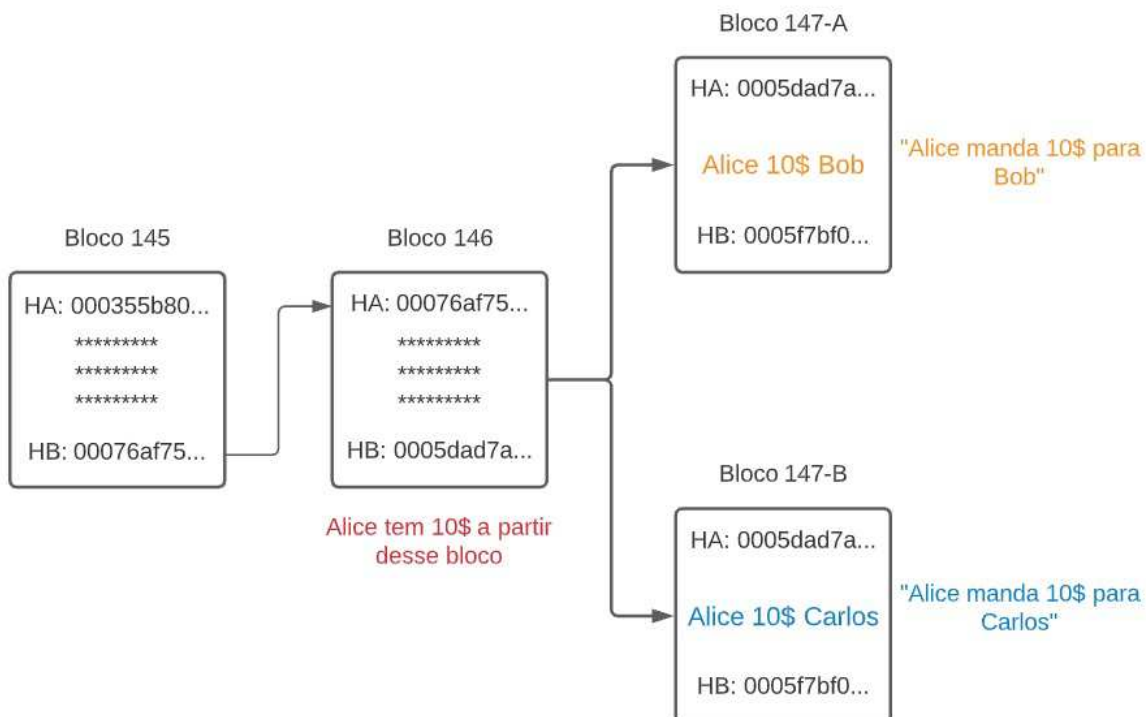 Bloco 145
HA: 000355b80...
*********
*********
*********
HB: 00076af75...
Bloco 146
HA: 00076af75...
*********
*********
*********
HB: 0005dad7a...
Alice tem 10$ a partir
desse bloco
Bloco 147-A
HA: 0005dad7a...
Alice 10$ Bob
HB: 0005f7bf0...
"Alice manda 10$ para
Bob"
Bloco 147-B
HA: 0005dad7a...
Alice 10$ Carlos
HB: 0005f7bf0...
"Alice manda 10$ para
Carlos"